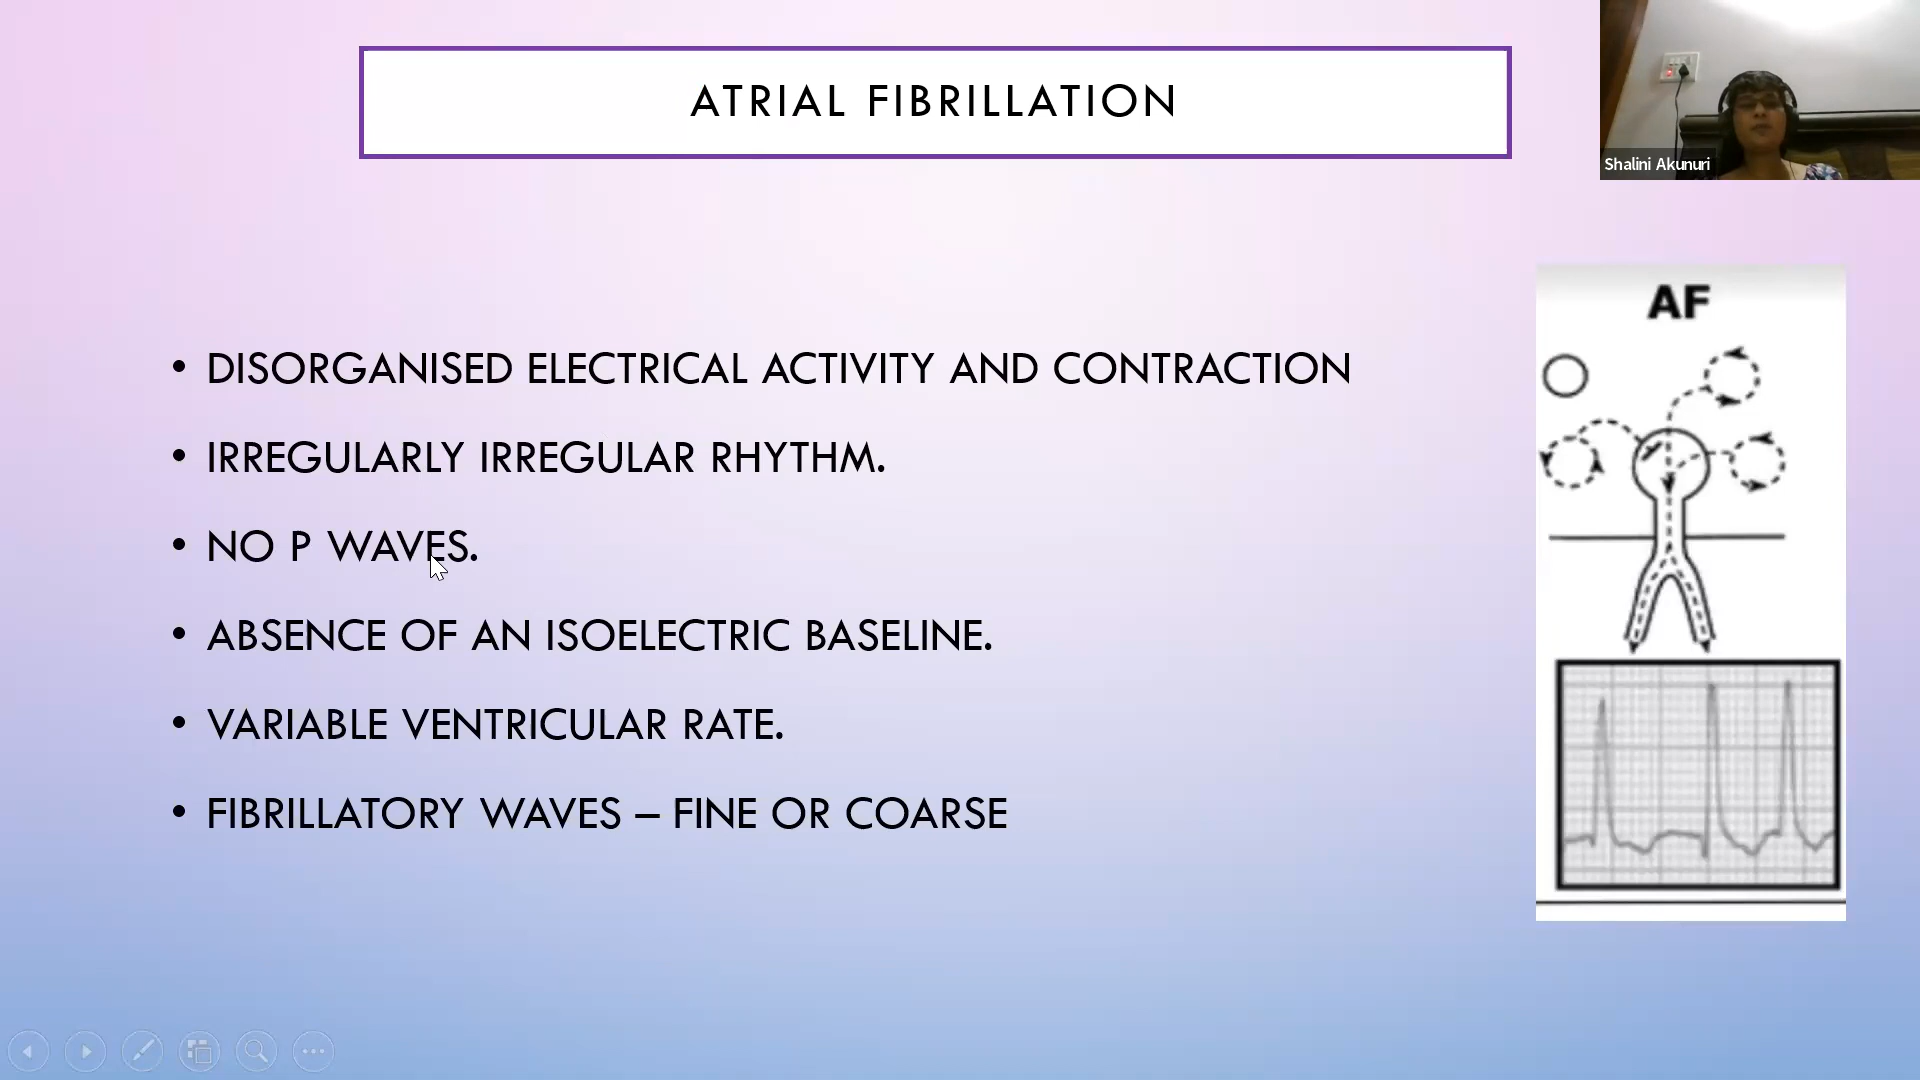 ATRIAL FIBRILLATION
Shalini Akunuri
AF
• DISORGANISED ELECTRICAL ACTIVITY AND CONTRACTION
• IRREGULARLY IRREGULAR RHYTHM.
• NO P WAVES.
• ABSENCE OF AN ISOELECTRIC BASELINE.
• VARIABLE VENTRICULAR RATE.
• FIBRILLATORY WAVES – FINE OR COARSE